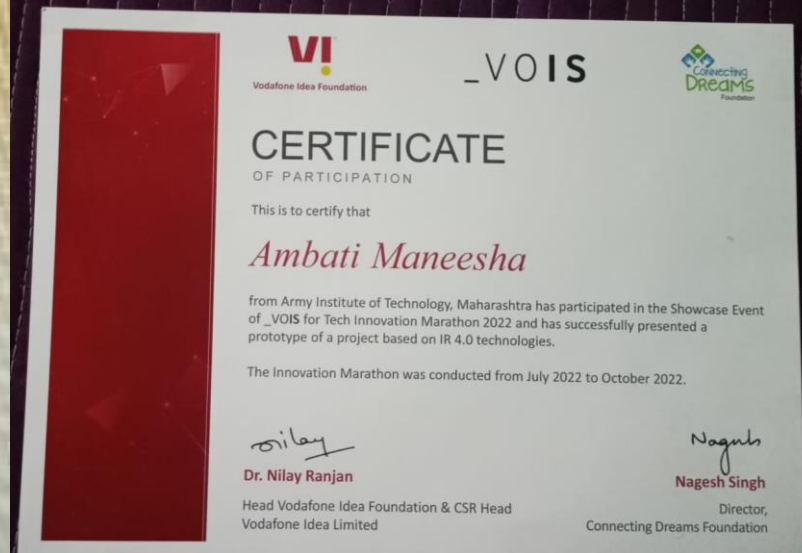 VI
Vodafone Idea Foundation
_VOIS
Connecting
DREAMS
Foundation
CERTIFICATE
OF PARTICIPATION
This is to certify that
Ambati Maneesha
from Army Institute of Technology, Maharashtra has participated in the Showcase Event
of _VOIS for Tech Innovation Marathon 2022 and has successfully presented a
prototype of a project based on IR 4.0 technologies.
The Innovation Marathon was conducted from July 2022 to October 2022.
nilay
Dr. Nilay Ranjan
Head Vodafone Idea Foundation & CSR Head
Vodafone Idea Limited
Nagesh Singh
Director,
Connecting Dreams Foundation